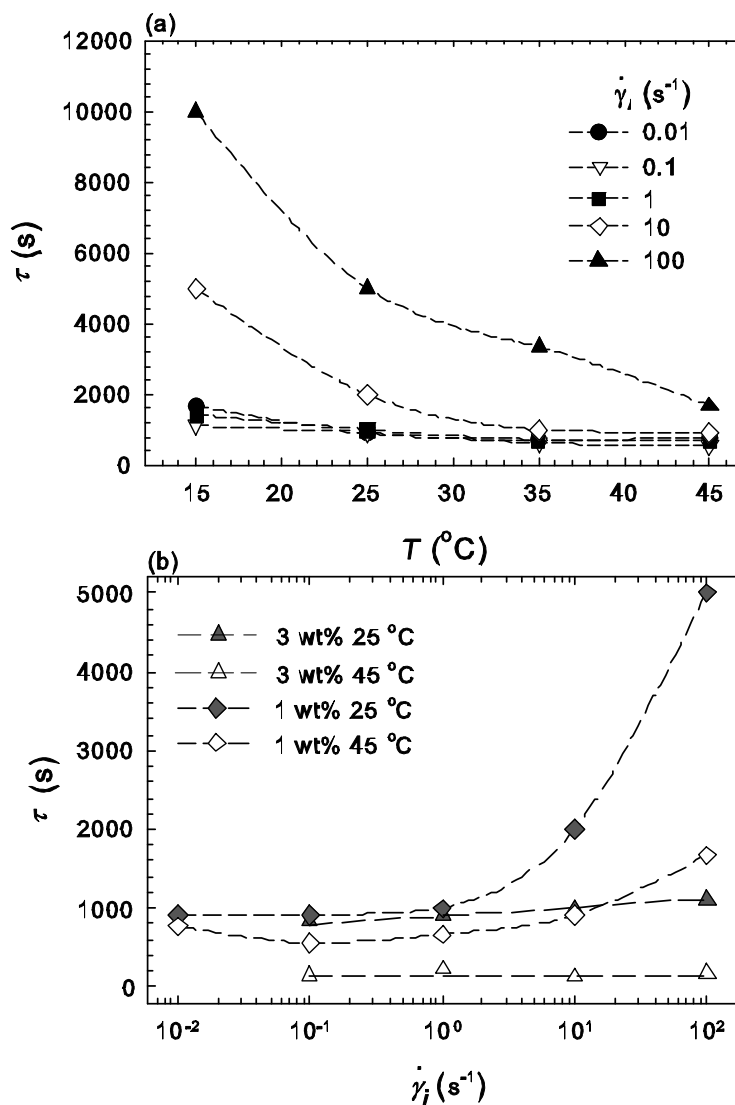 (a)
12000
10000
8000
6000
4000
2000
0
τ (s)
γ̇, (s⁻¹)
0.01
0.1
1
10
100
15 20 25 30 35 40 45
T (°C)
(b)
5000
4000
3000
2000
1000
0
τ (s)
3 wt% 25 °C
3 wt% 45 °C
1 wt% 25 °C
1 wt% 45 °C
10⁻² 10⁻¹ 10⁰ 10¹ 10²
γ̇ᵢ (s⁻¹)